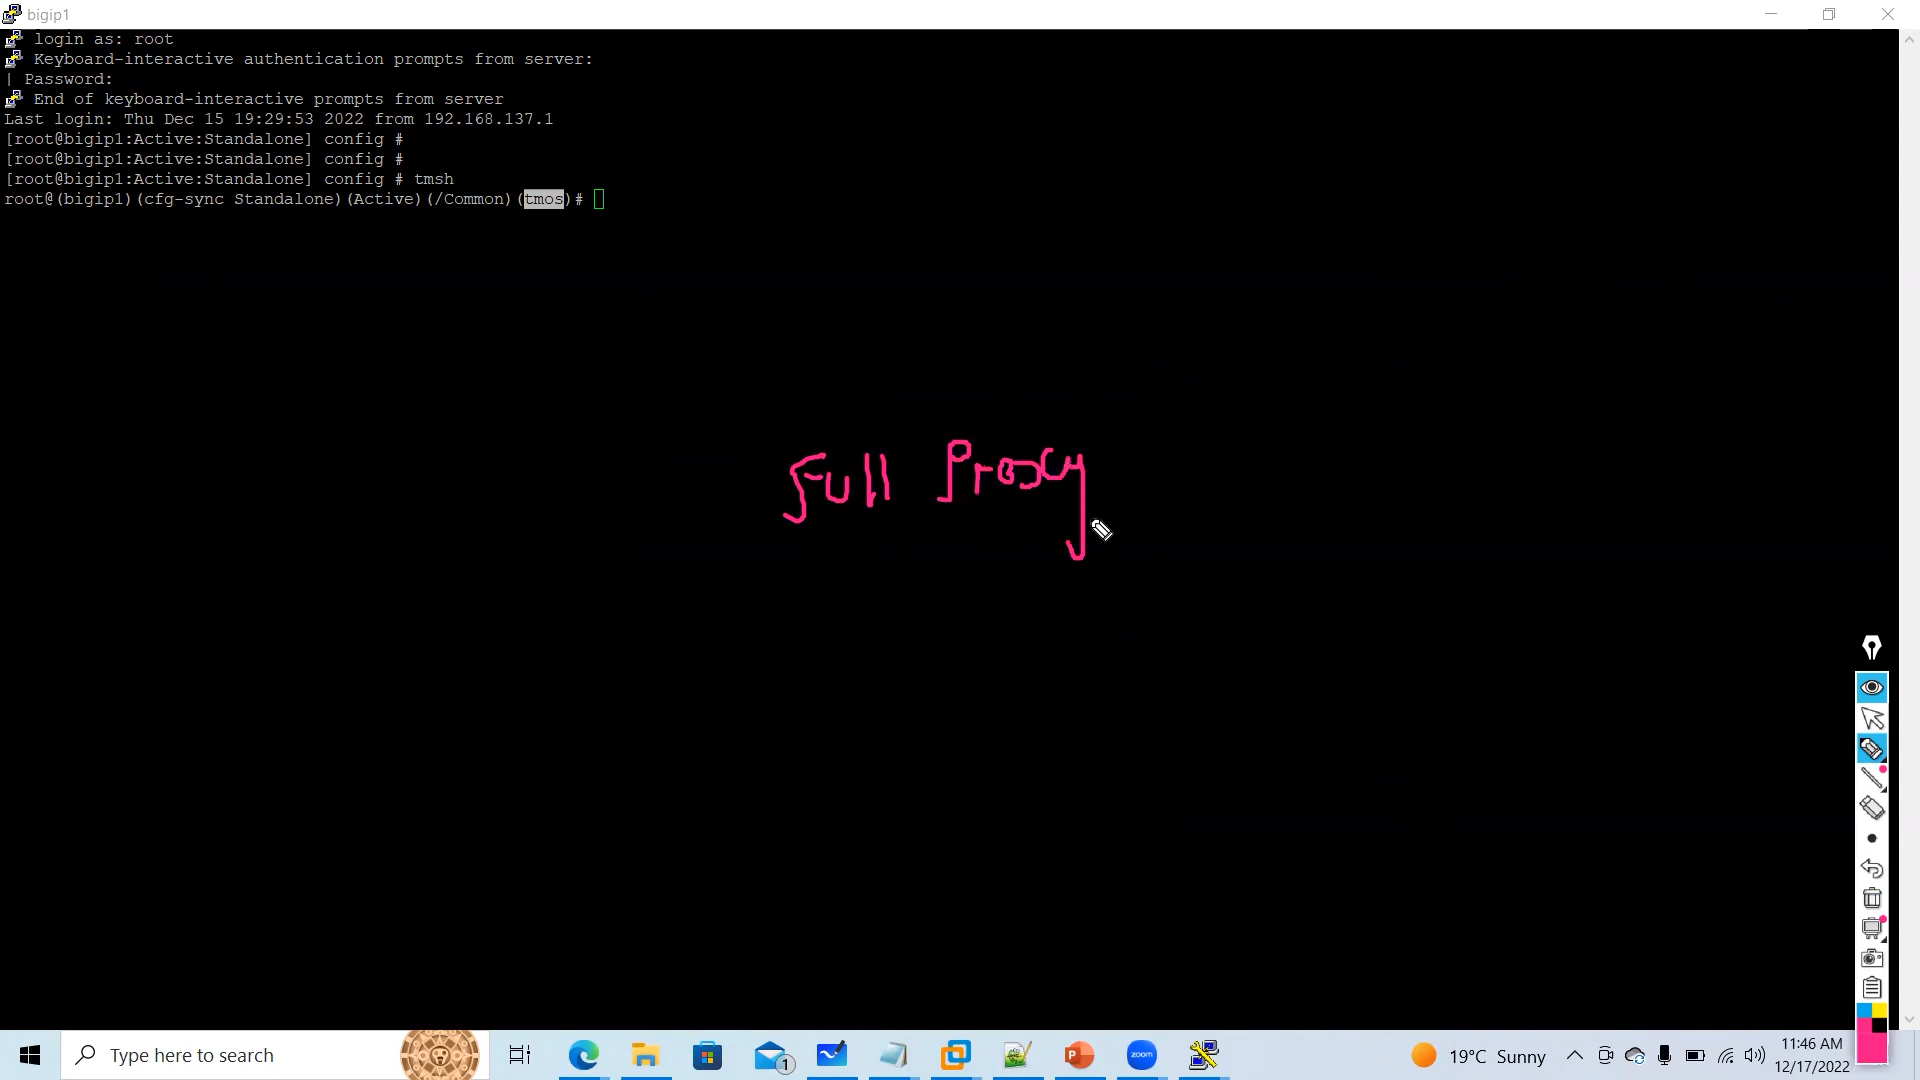 bigip1
login as: root
Keyboard-interactive authentication prompts from server:
| Password:
End of keyboard-interactive prompts from server
Last login: Thu Dec 15 19:29:53 2022 from 192.168.137.1
[root@bigip1:Active:Standalone] config #
[root@bigip1:Active:Standalone] config #
[root@bigip1:Active:Standalone] config # tmsh
root@(bigip1)(cfg-sync Standalone)(Active)(/Common)(tmos)#
Full Proxy
Type here to search
1
P
zoom
19°C Sunny
11:46 AM
12/17/2022